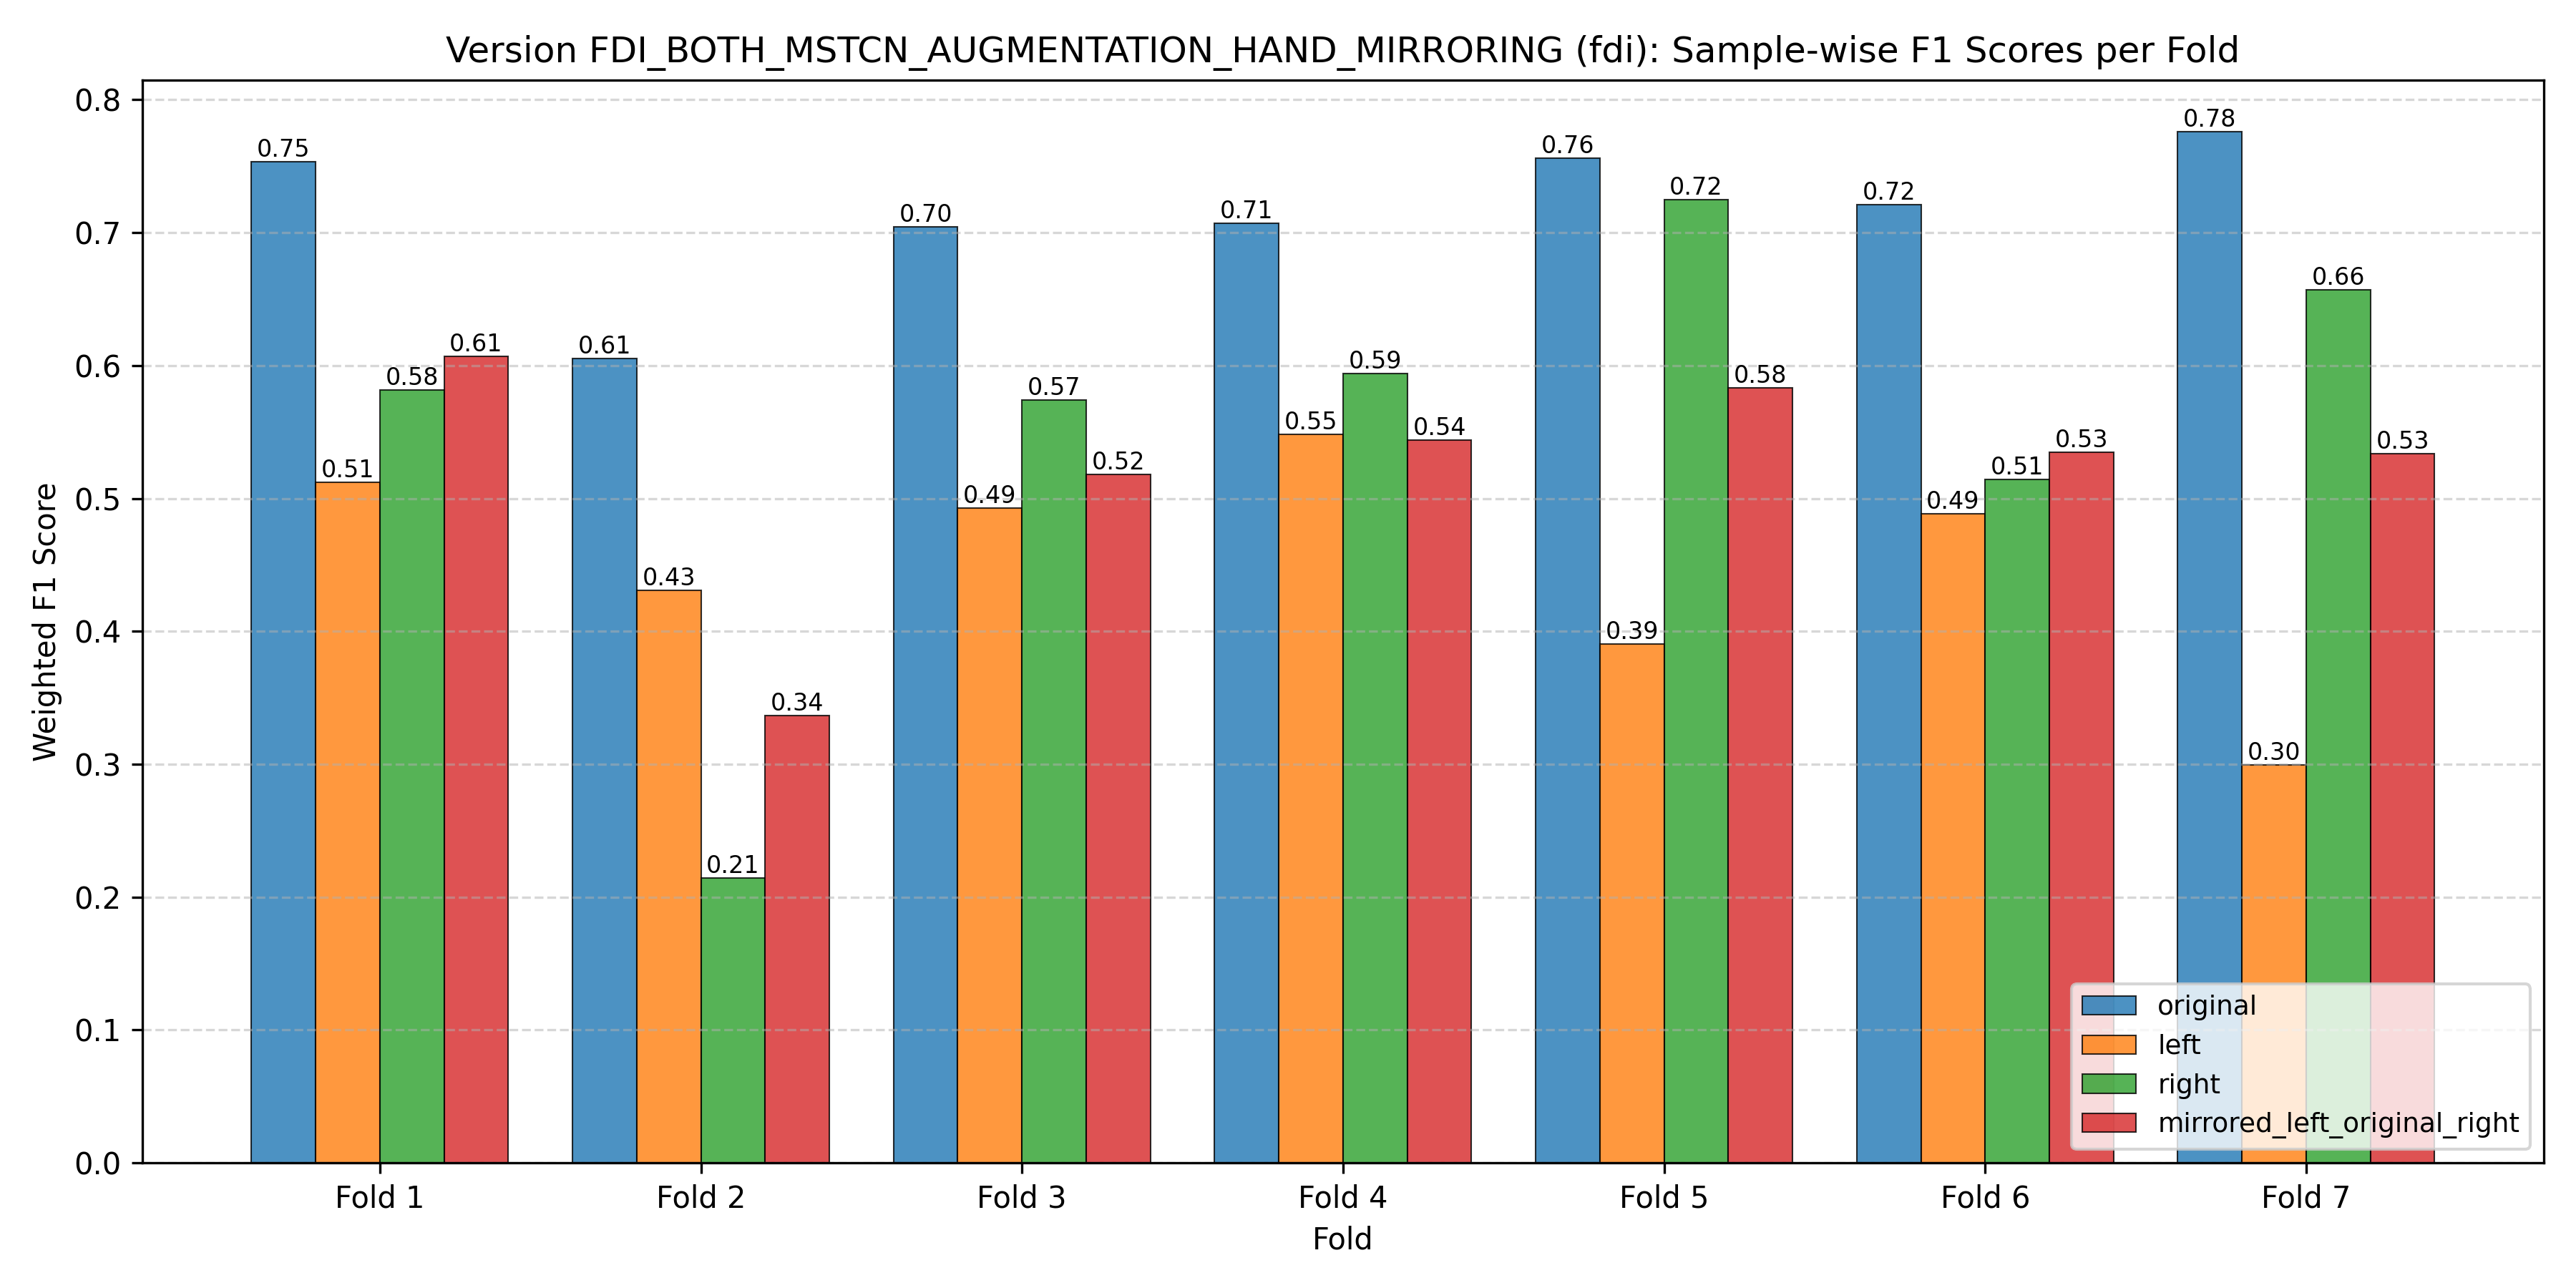 Version FDI_BOTH_MSTCN_AUGMENTATION_HAND_MIRRORING (fdi): Sample-wise F1 Scores per Fold
Weighted F1 Score
0.8
0.7
0.6
0.5
0.4
0.3
0.2
0.1
0.0
0.75
0.51
0.58
0.61
0.61
0.43
0.21
0.34
0.70
0.49
0.57
0.52
0.71
0.55
0.59
0.54
0.76
0.39
0.72
0.58
0.72
0.49
0.51
0.53
0.78
0.30
0.66
0.53
original
left
right
mirrored_left_original_right
Fold 1
Fold 2
Fold 3
Fold 4
Fold 5
Fold 6
Fold 7
Fold